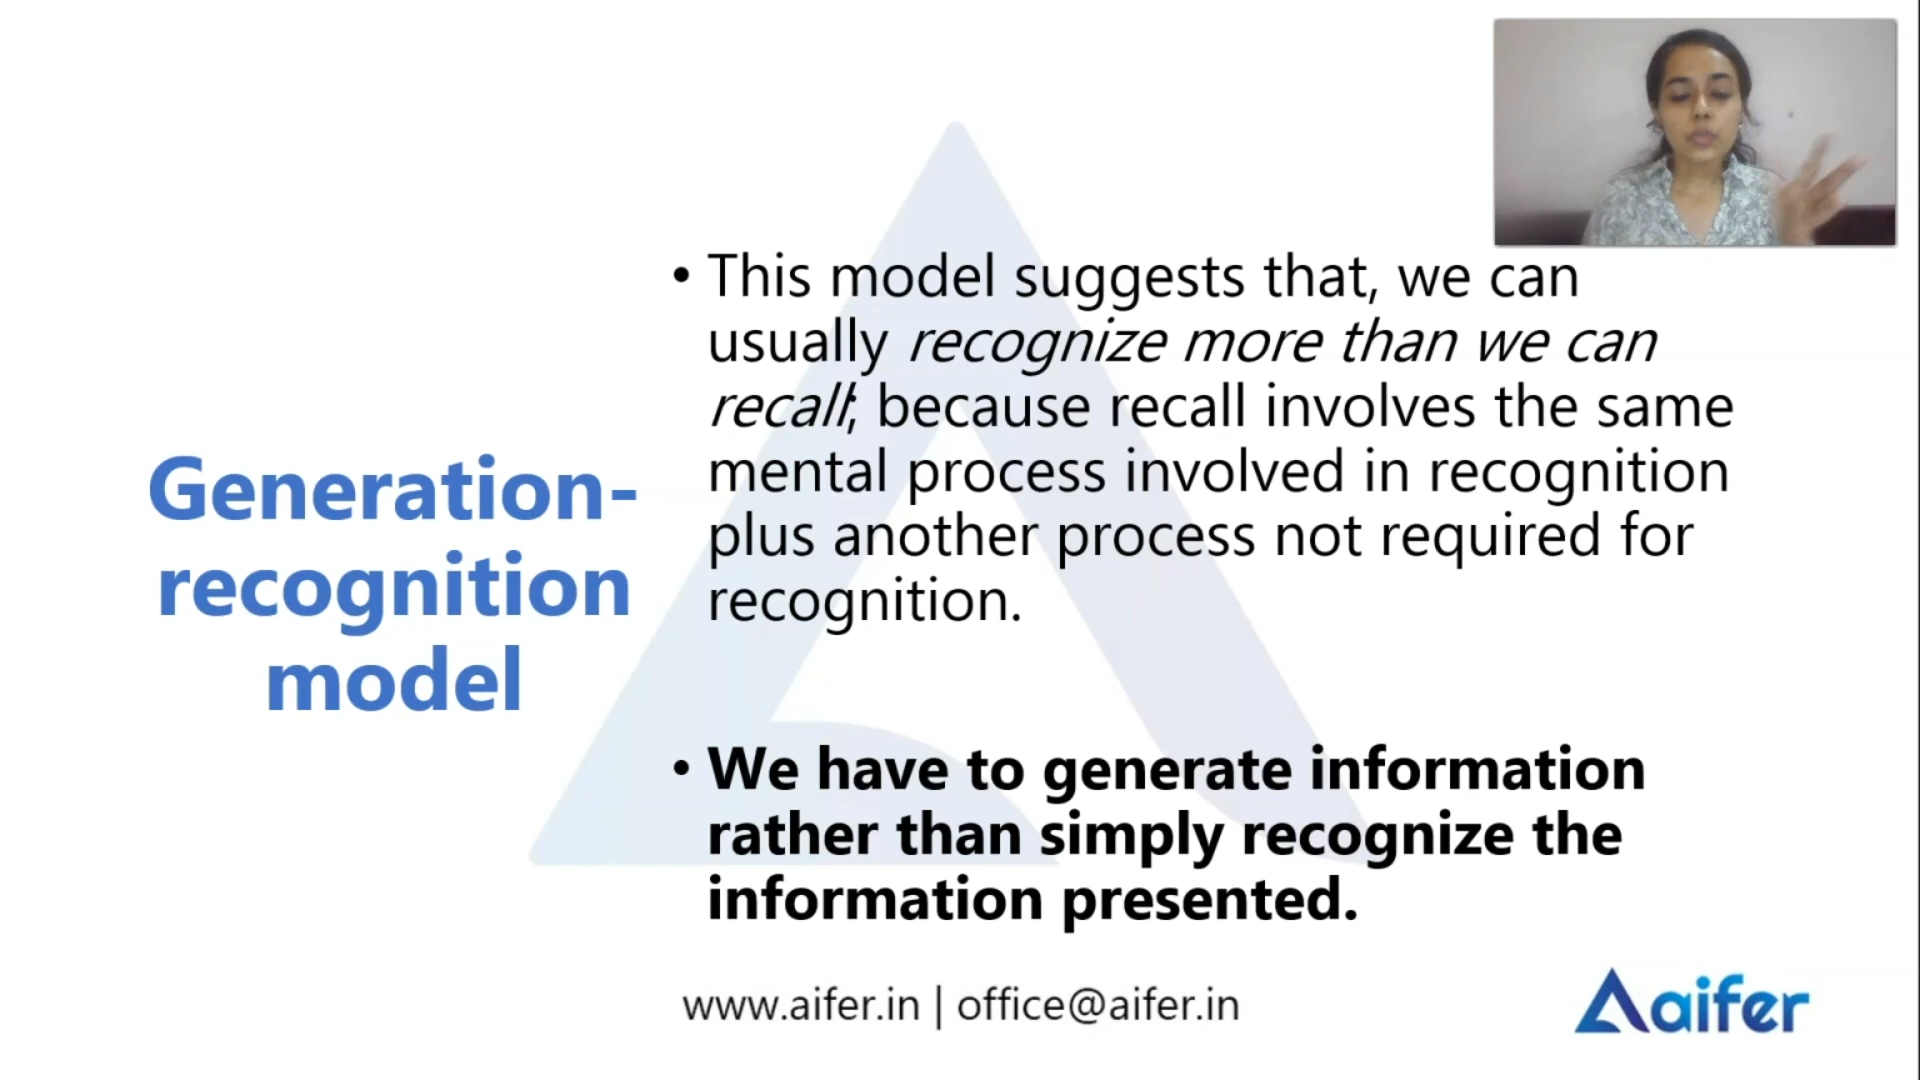 Generation-
recognition
model
• This model suggests that, we can
usually recognize more than we can
recall; because recall involves the same
mental process involved in recognition
plus another process not required for
recognition.
• We have to generate information
rather than simply recognize the
information presented.
www.aifer.in | office@aifer.in
aifer